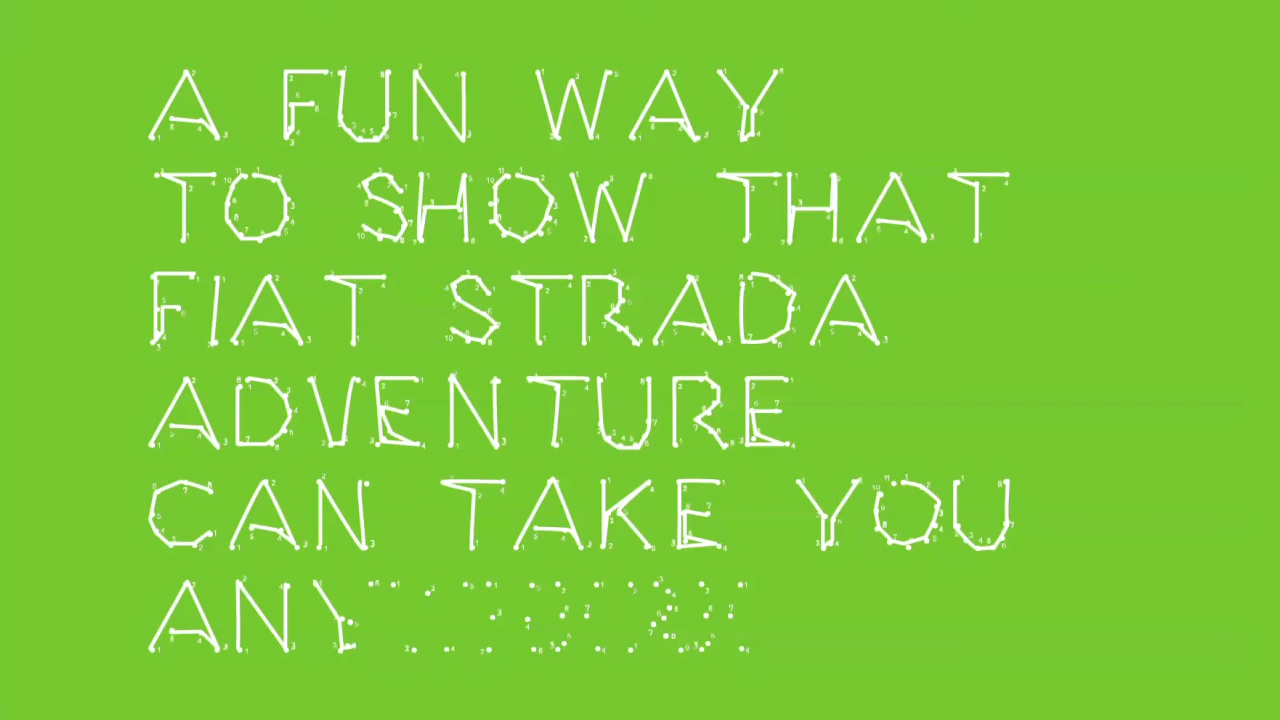 A FUN WAY
TO SHOW THAT
FIAT STRADA
ADVENTURE
CAN TAKE YOU
ANY